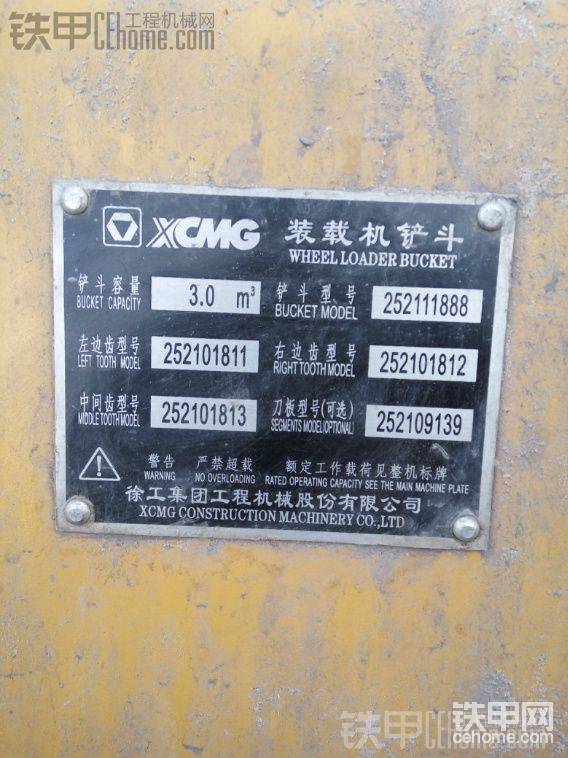 铁甲 CEhome.com 工程机械网
XCMG 装载机铲斗
WHEEL LOADER BUCKET
铲斗容量 3.0 m³ 铲斗型号 252111888
BUCKET CAPACITY BUCKET MODEL
左边齿型号 252101811 右边齿型号 252101812
LEFT TOOTH MODEL RIGHT TOOTH MODEL
中间齿型号 252101813 刀板型号(可选) 252109139
MIDDLE TOOTH MODEL SEGMENTS MODEL(OPTIONAL)
警告 严禁超载 额定工作载荷见整机标牌
WARNING NO OVERLOADING RATED OPERATING CAPACITY SEE THE MAIN MACHINE PLATE
徐工集团工程机械股份有限公司
XCMG CONSTRUCTION MACHINERY CO.,LTD
铁甲网
cehome.com